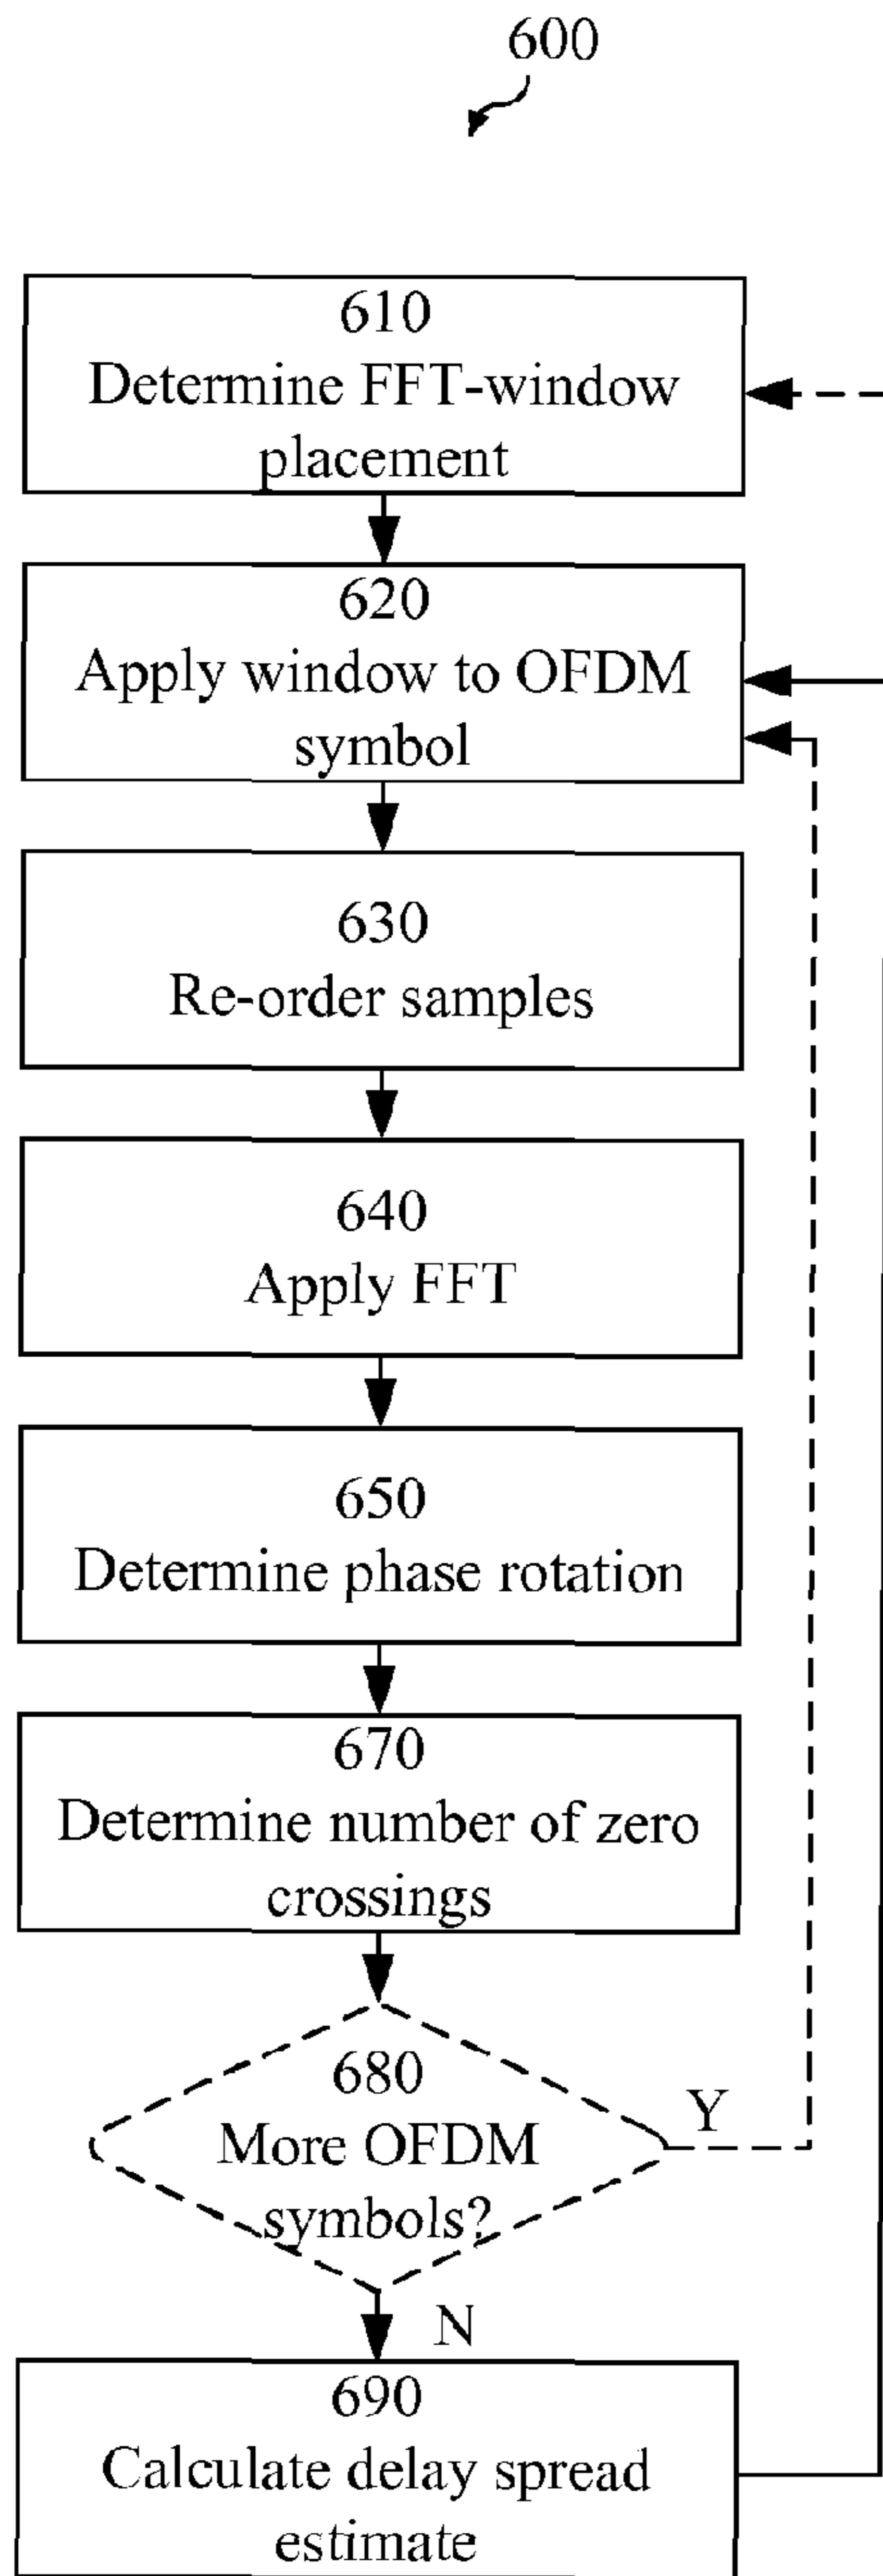 600
610
Determine FFT-window
placement
620
Apply window to OFDM
symbol
630
Re-order samples
640
Apply FFT
650
Determine phase rotation
670
Determine number of zero
crossings
680
More OFDM
symbols?
Y
N
690
Calculate delay spread
estimate